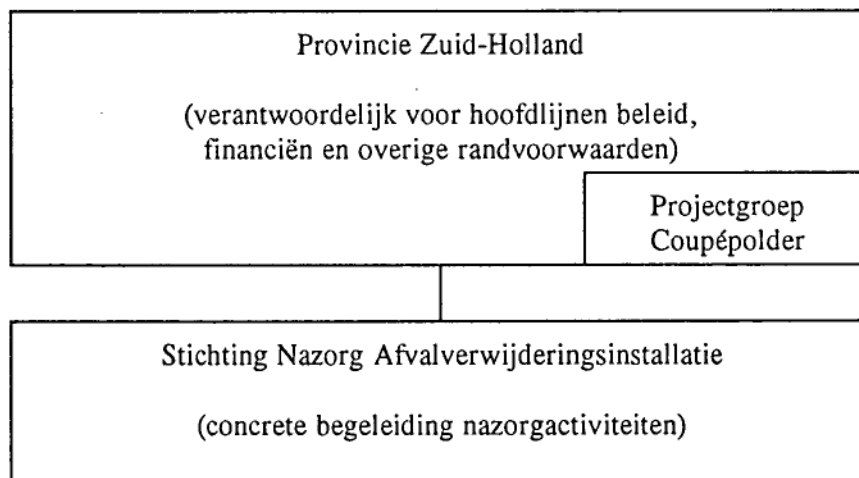 Provincie Zuid-Holland
(verantwoordelijk voor hoofdlijnen beleid,
financiën en overige randvoorwaarden)
Projectgroep
Coupépolder
Stichting Nazorg Afvalverwijderingsinstallatie
(concrete begeleiding nazorgactiviteiten)